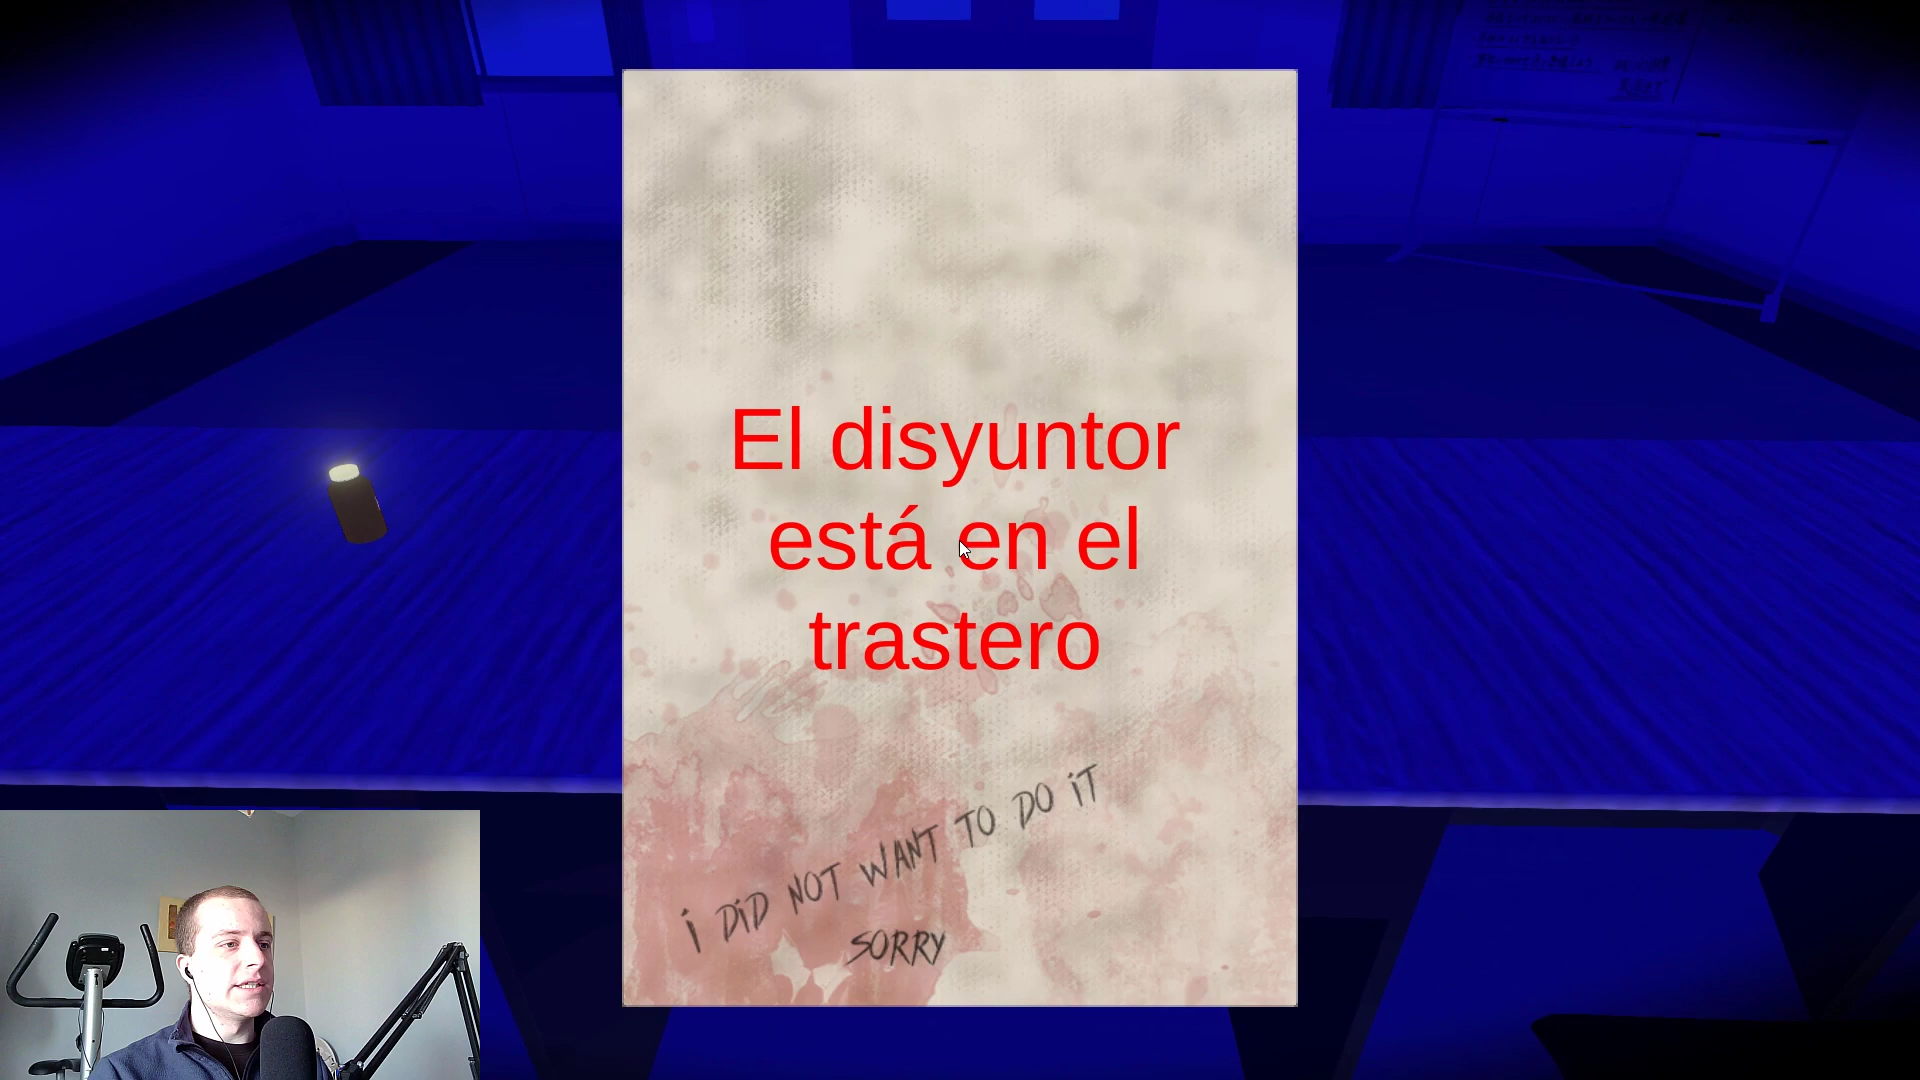 El disyuntor
está en el
trastero
I DID NOT WANT TO DO IT
SORRY